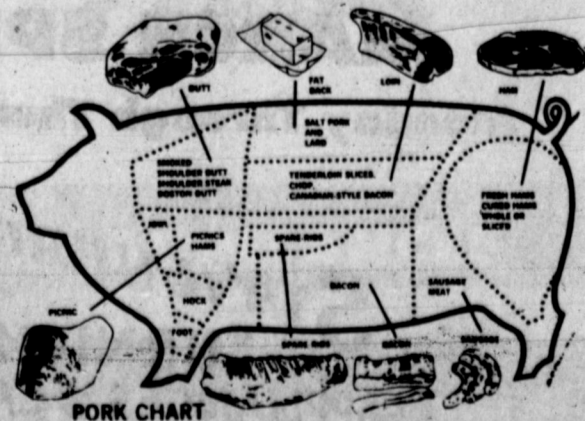 BUTT
FAT
BACK
LOIN
HAM
SALT PORK
AND
LARD
SMOKED
SHOULDER BUTT
SHOULDER STEAK
BOSTON BUTT
TENDERLOIN SLICES,
CHOP,
CANADIAN-STYLE BACON
FRESH HAMS
CURED HAMS
WHOLE OR
SLICED
JOWL
PICNICS
HAMS
SPARE RIBS
HOCK
BACON
SAUSAGE
MEAT
PICNIC
FOOT
SPARE RIBS
BACON
SAUSAGE
PORK CHART